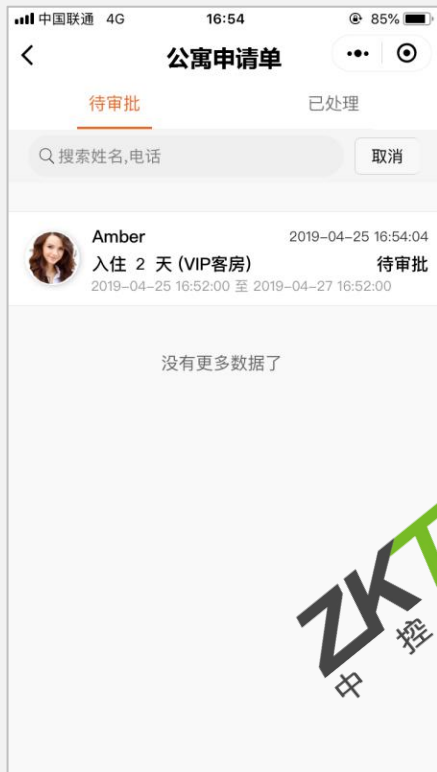 中国联通 4G 16:54 85%
公寓申请单
待审批 已处理
搜索姓名,电话 取消
Amber 2019-04-25 16:54:04
入住 2 天 (VIP客房) 待审批
2019-04-25 16:52:00 至 2019-04-27 16:52:00
没有更多数据了
ZKT
中控